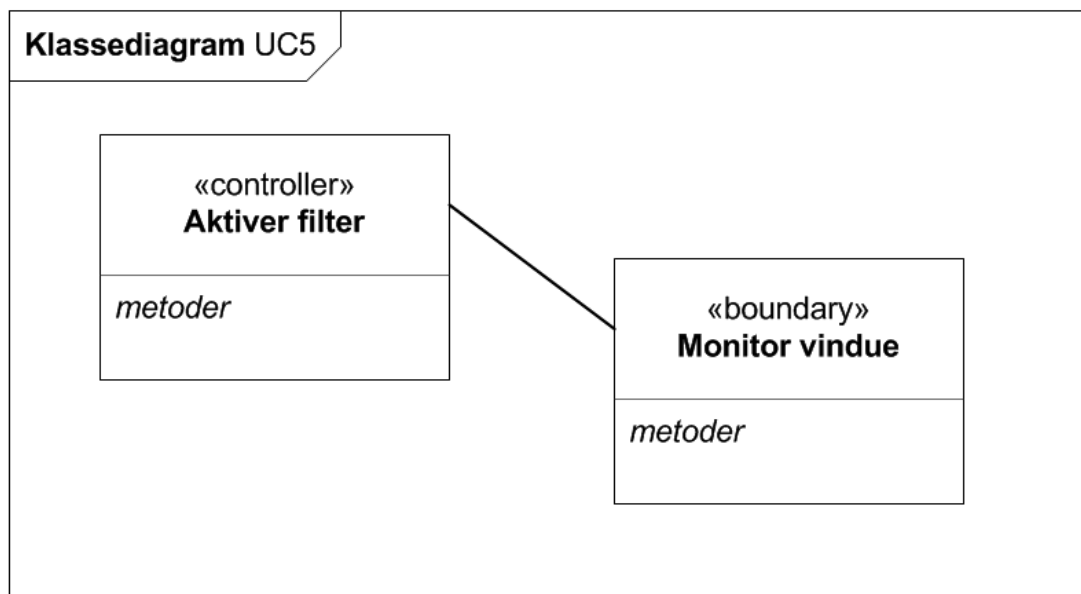 Klassediagram UC5
«controller»
Aktiver filter
metoder
«boundary»
Monitor vindue
metoder